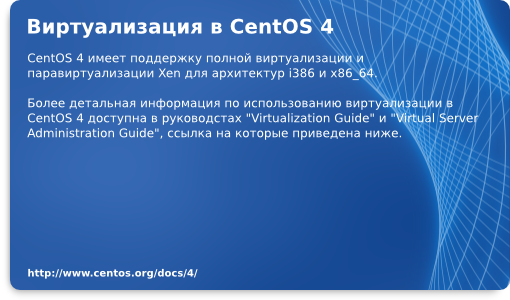 Виртуализация в CentOS 4
CentOS 4 имеет поддержку полной виртуализации и
паравиртуализации Xen для архитектур i386 и x86_64.
Более детальная информация по использованию виртуализации в
CentOS 4 доступна в руководстах "Virtualization Guide" и "Virtual Server
Administration Guide", ссылка на которые приведена ниже.
http://www.centos.org/docs/4/